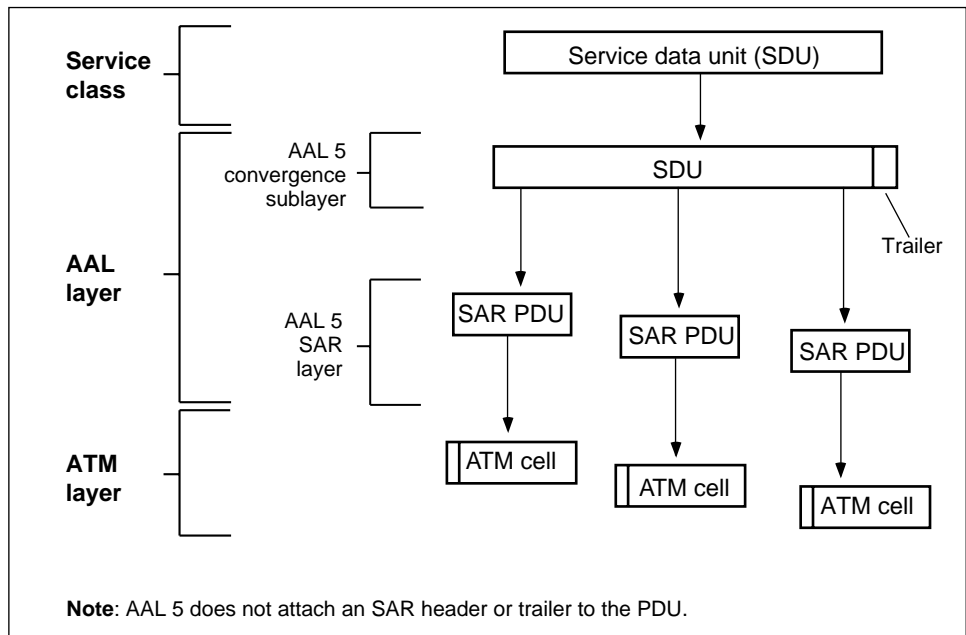 Service
class
Service data unit (SDU)
AAL 5
convergence
sublayer
SDU
Trailer
AAL
layer
AAL 5
SAR
layer
SAR PDU
SAR PDU
SAR PDU
ATM
layer
ATM cell
ATM cell
ATM cell
Note: AAL 5 does not attach an SAR header or trailer to the PDU.